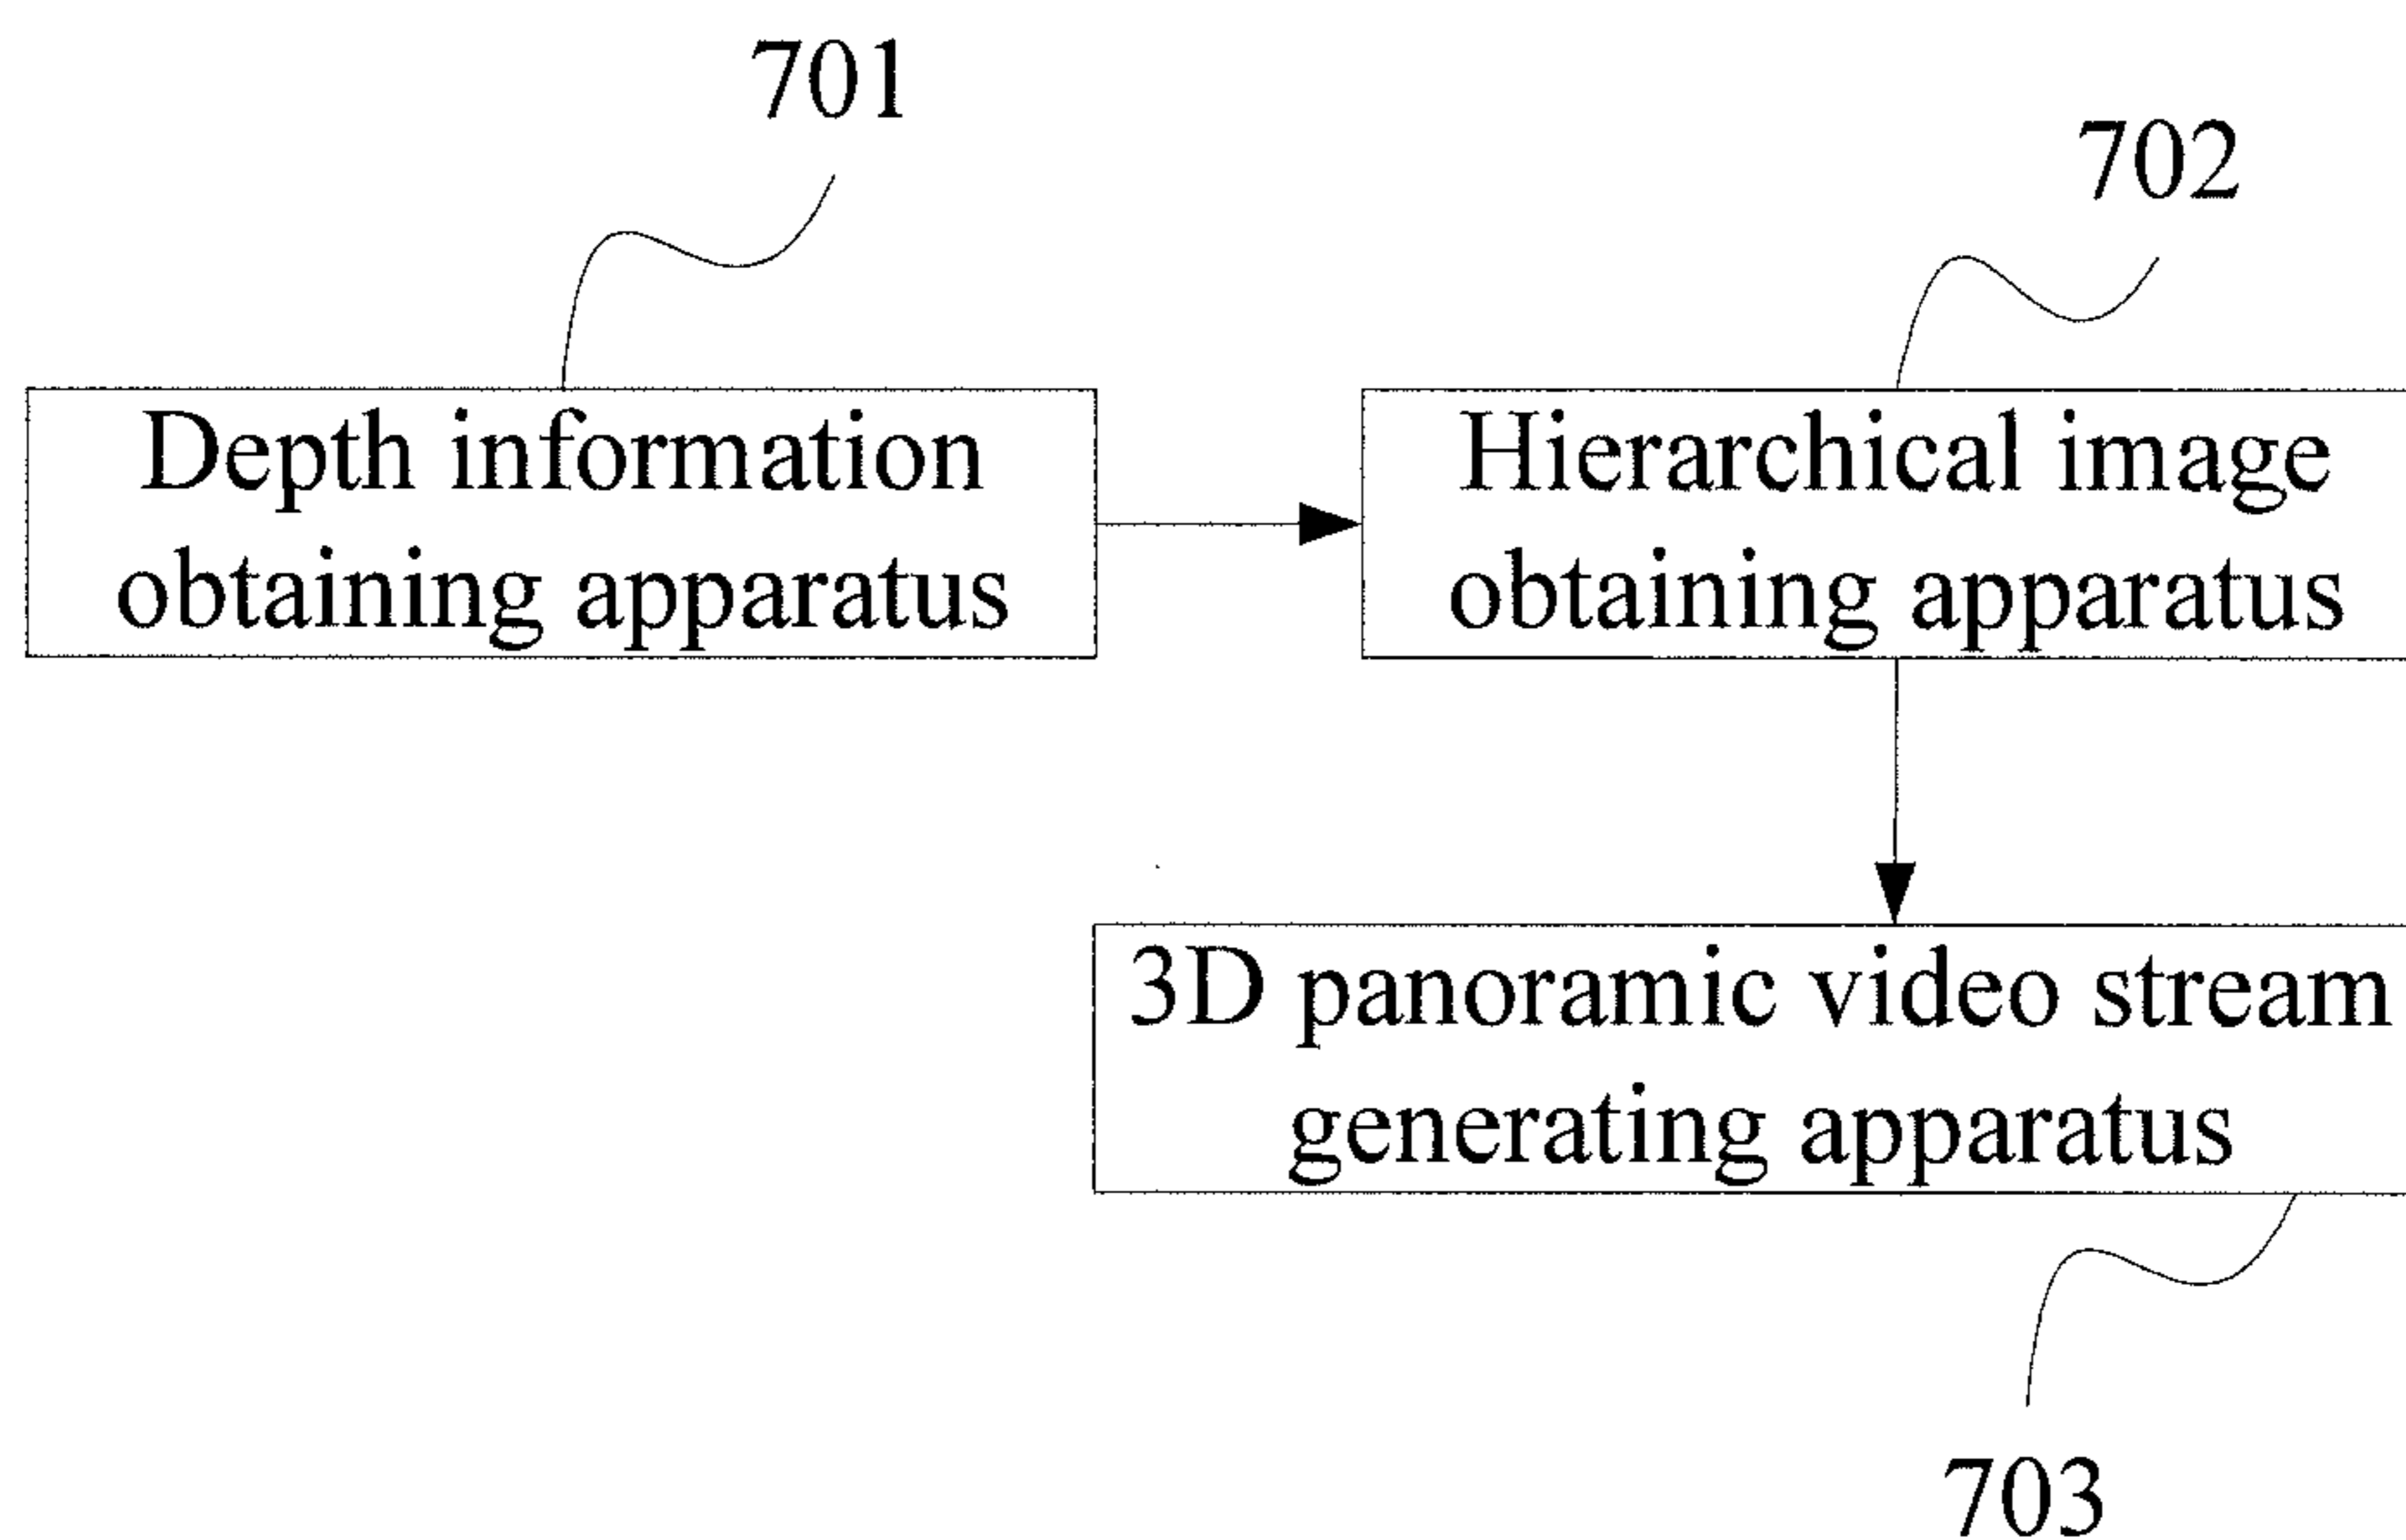 701
702
Depth information
obtaining apparatus
Hierarchical image
obtaining apparatus
3D panoramic video stream
generating apparatus
703